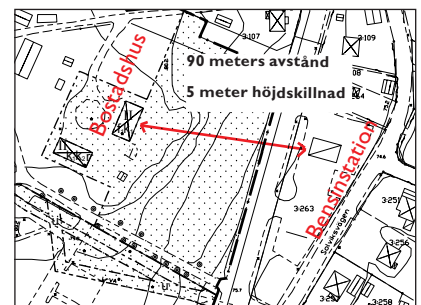 3·107
3·109
90 meters avstånd
5 meter höjdskillnad
Bostadshus
Bensinstation
3·263
3·251
3·256
Solviksvägen
3·258